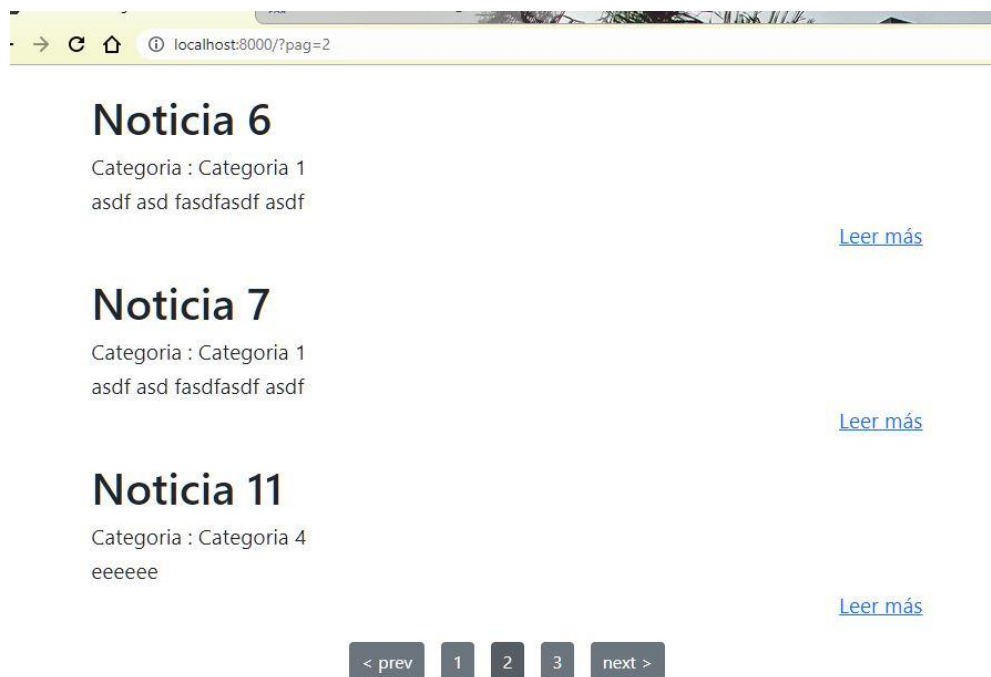 localhost:8000/?pag=2
Noticia 6
Categoria : Categoria 1
asdf asd fasdfasdf asdf
Leer más
Noticia 7
Categoria : Categoria 1
asdf asd fasdfasdf asdf
Leer más
Noticia 11
Categoria : Categoria 4
eeeeee
Leer más
< prev 1 2 3 next >